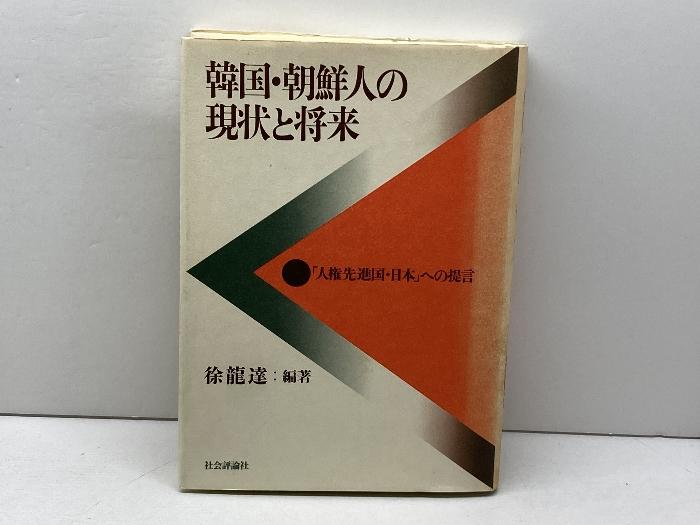 韓国・朝鮮人の
現状と将来
●「人権先進国・日本」への提言
徐龍達：編著
社会評論社